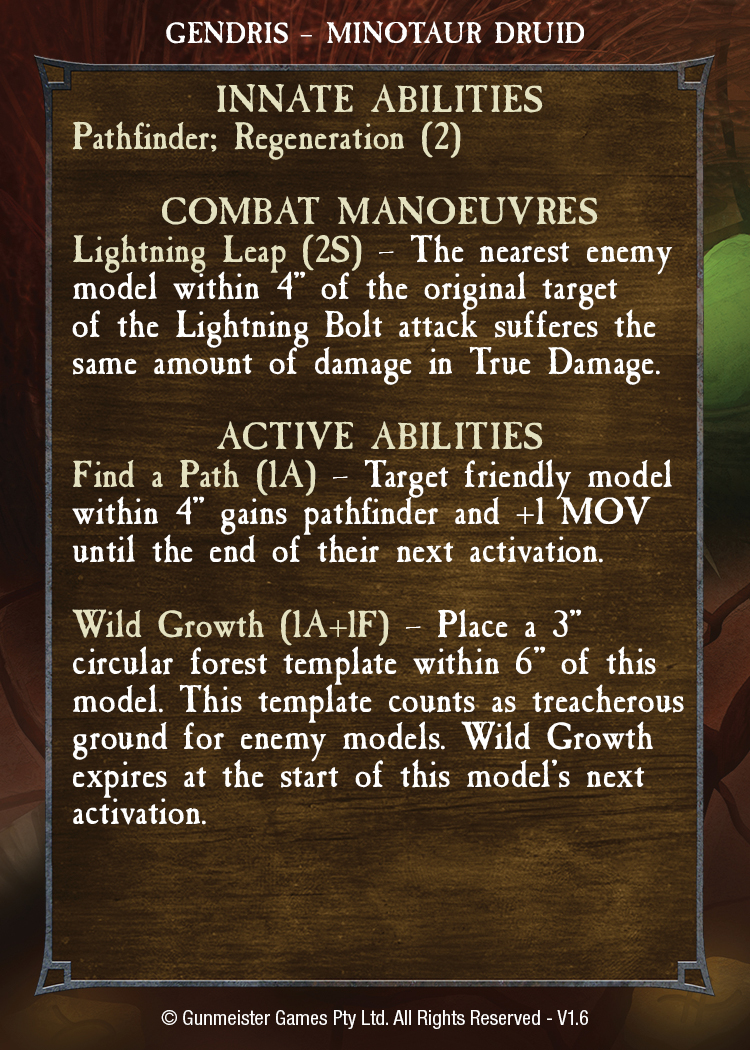 GENDRIS – MINOTAUR DRUID
INNATE ABILITIES
Pathfinder; Regeneration (2)
COMBAT MANOEUVRES
Lightning Leap (2S) – The nearest enemy
model within 4” of the original target
of the Lightning Bolt attack sufferes the
same amount of damage in True Damage.
ACTIVE ABILITIES
Find a Path (1A) – Target friendly model
within 4” gains pathfinder and +1 MOV
until the end of their next activation.
Wild Growth (1A+1F) – Place a 3”
circular forest template within 6” of this
model. This template counts as treacherous
ground for enemy models. Wild Growth
expires at the start of this model’s next
activation.
© Gunmeister Games Pty Ltd. All Rights Reserved - V1.6